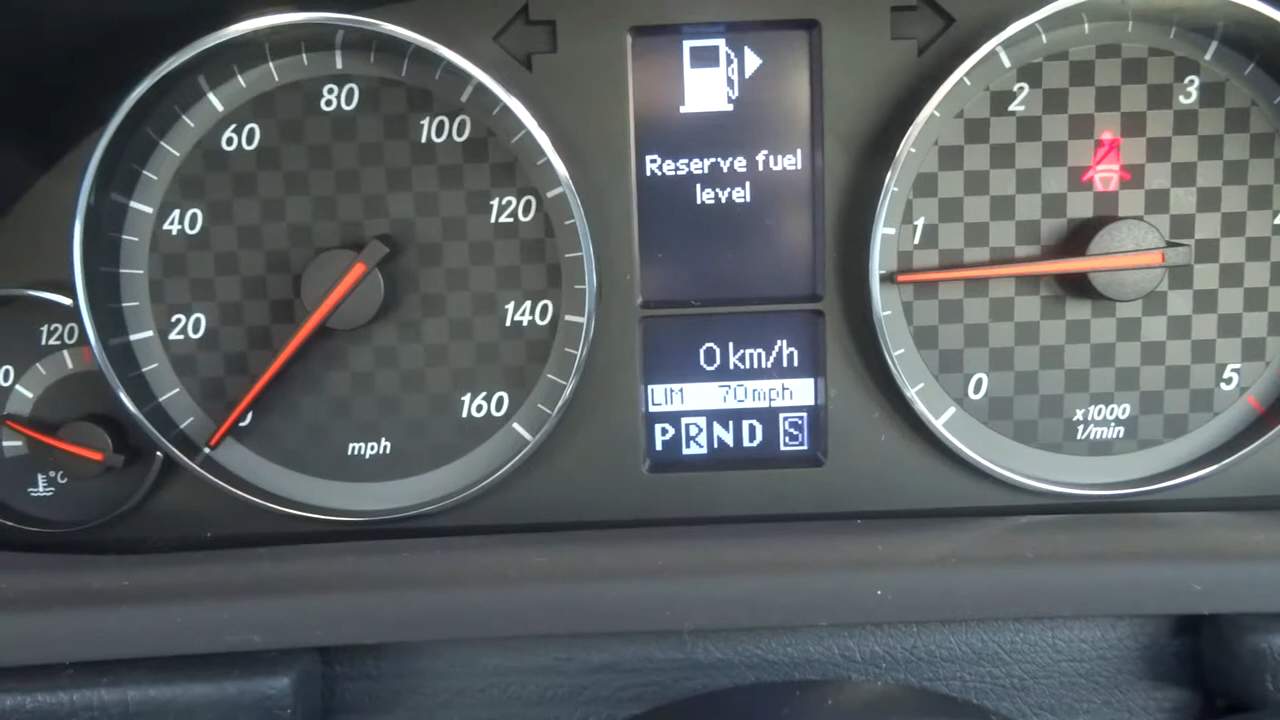 80
60
100
40
120
20
140
160
mph
120
°C
Reserve fuel
level
0 km/h
LIM 70mph
P R N D S
2
3
1
0
5
x1000
1/min